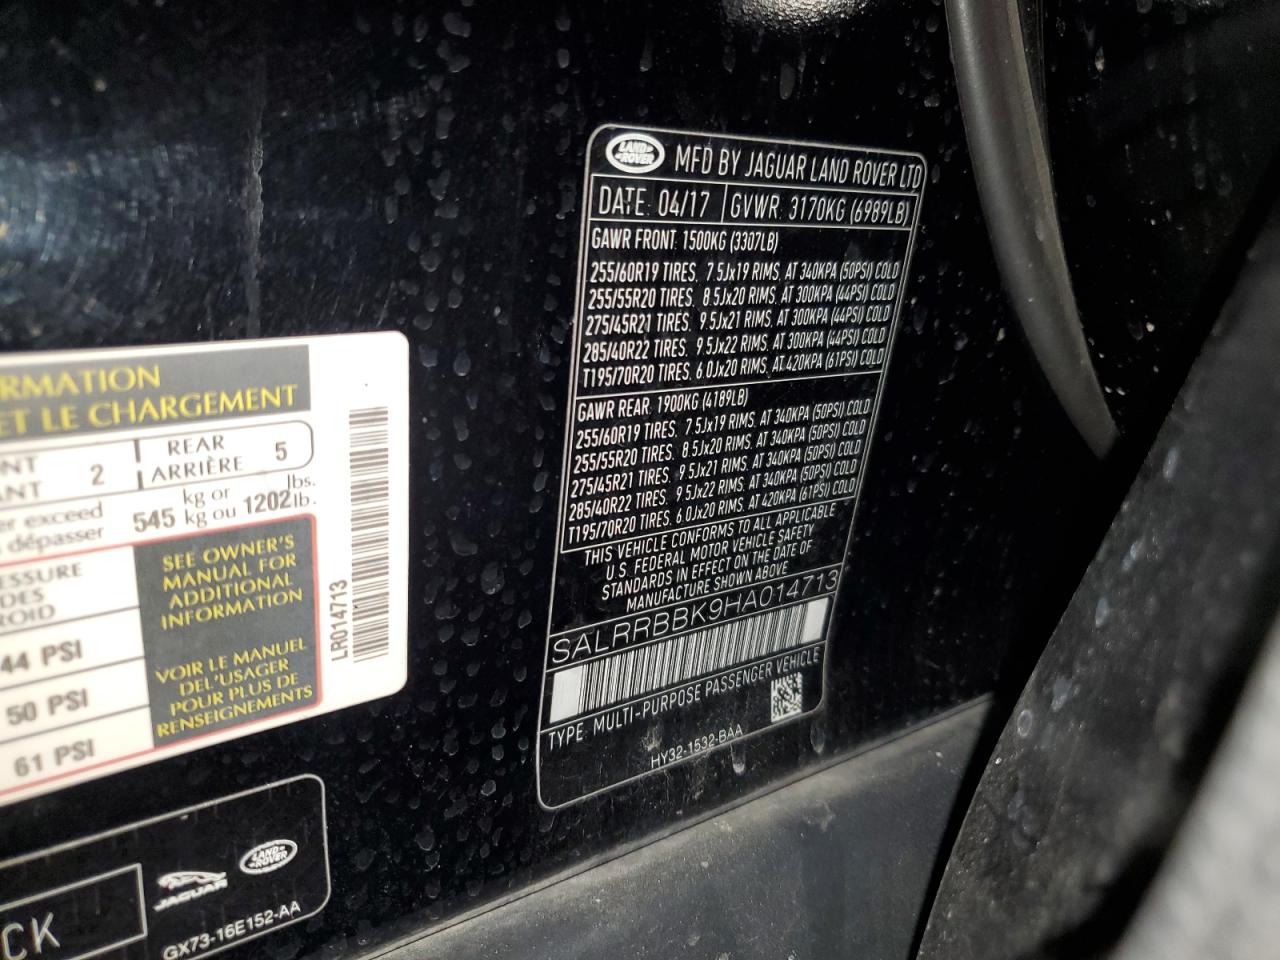 LAND ROVER
MFD BY JAGUAR LAND ROVER LTD
DATE: 04/17 GVWR: 3170KG (6989LB)
GAWR FRONT: 1500KG (3307LB)
255/60R19 TIRES, 7.5Jx19 RIMS, AT 340KPA (50PSI) COLD
255/55R20 TIRES, 8.5Jx20 RIMS, AT 300KPA (44PSI) COLD
275/45R21 TIRES, 9.5Jx21 RIMS, AT 300KPA (44PSI) COLD
285/40R22 TIRES, 9.5Jx22 RIMS, AT 300KPA (44PSI) COLD
T195/70R20 TIRES, 6.0Jx20 RIMS, AT 420KPA (61PSI) COLD
GAWR REAR: 1900KG (4189LB)
255/60R19 TIRES, 7.5Jx19 RIMS, AT 340KPA (50PSI) COLD
255/55R20 TIRES, 8.5Jx20 RIMS, AT 340KPA (50PSI) COLD
275/45R21 TIRES, 9.5Jx21 RIMS, AT 340KPA (50PSI) COLD
285/40R22 TIRES, 9.5Jx22 RIMS, AT 340KPA (50PSI) COLD
T195/70R20 TIRES, 6.0Jx20 RIMS, AT 420KPA (61PSI) COLD
THIS VEHICLE CONFORMS TO ALL APPLICABLE
U.S. FEDERAL MOTOR VEHICLE SAFETY
STANDARDS IN EFFECT ON THE DATE OF
MANUFACTURE SHOWN ABOVE
SALRRBBK9HA014713
TYPE: MULTI-PURPOSE PASSENGER VEHICLE
HY32-1532-BAA
RMATION
ET LE CHARGEMENT
NT 2 REAR 5
ANT ARRIÈRE
er exceed 545 kg or 1202 lbs.
dépasser kg ou lb.
ESSURE
DES
ROID
44 PSI
50 PSI
61 PSI
SEE OWNER'S
MANUAL FOR
ADDITIONAL
INFORMATION
VOIR LE MANUEL
DEL'USAGER
POUR PLUS DE
RENSEIGNEMENTS
LR014713
CK
JAGUAR
LAND ROVER
GX73-16E152-AA